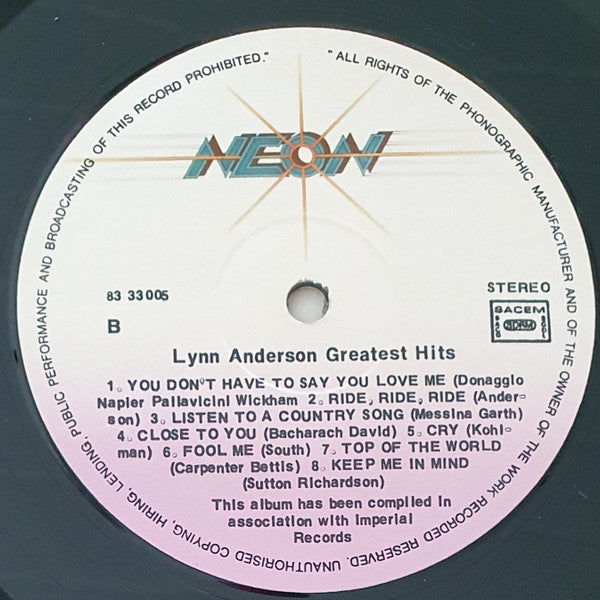 "ALL RIGHTS OF THE PHONOGRAPHIC MANUFACTURER AND OF THE OWNER OF THE WORK RECORDED RESERVED. UNAUTHORISED COPYING, HIRING, LENDING, PUBLIC PERFORMANCE AND BROADCASTING OF THIS RECORD PROHIBITED."
NEON
83 33005
STEREO
B
SACEM
SDRM
Lynn Anderson Greatest Hits
1. YOU DON'T HAVE TO SAY YOU LOVE ME (Donaggio
Napier Pallavicini Wickham 2. RIDE, RIDE, RIDE (Ander-
son) 3. LISTEN TO A COUNTRY SONG (Messina Garth)
4. CLOSE TO YOU (Bacharach David) 5. CRY (Kohl-
man) 6. FOOL ME (South) 7. TOP OF THE WORLD
(Carpenter Bettis) 8. KEEP ME IN MIND
(Sutton Richardson)
This album has been compiled in
association with Imperial
Records